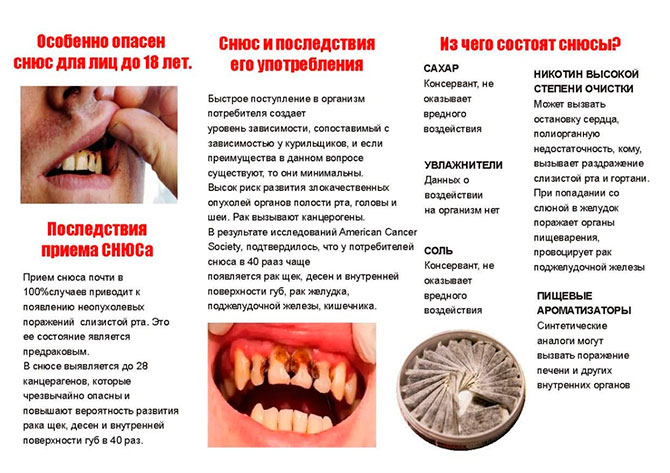 Особенно опасен
снюс для лиц до 18 лет.
Последствия
приема СНЮСа
Прием снюса почти в
100%случаев приводит к
появлению неопухолевых
поражений  слизистой рта. Это
ее состояние является
предраковым.
В снюсе выявляется до 28
канцерагенов, которые
чрезвычайно опасны и
повышают вероятность развития
рака щек, десен и внутренней
поверхности губ в 40 раз.
Снюс и последствия
его употребления
Быстрое поступление в организм
потребителя создает
уровень зависимости, сопоставимый с
зависимостью у курильщиков, и если
преимущества в данном вопросе
существуют, то они минимальны.
Высок риск развития злокачественных
опухолей органов полости рта, головы и
шеи. Рак вызывают канцерогены.
В результате исследований American Cancer
Society, подтвердилось, что у потребителей
снюса в 40 рааз чаще
появляется рак щек, десен и внутренней
поверхности губ, рак желудка,
поджелудочной железы, кишечника.
Из чего состоят снюсы?
САХАР
Консервант, не
оказывает
вредного
воздействия
УВЛАЖНИТЕЛИ
Данных о
воздействии
на организм нет
СОЛЬ
Консервант, не
оказывает
вредного
воздействия
НИКОТИН ВЫСОКОЙ
СТЕПЕНИ ОЧИСТКИ
Может вызвать
остановку сердца,
полиорганную
недостаточность, кому,
вызывает раздражение
слизистой рта и гортани.
При попадании со
слюной в желудок
поражает органы
пищеварения,
провоцирует рак
поджелудочной железы
ПИЩЕВЫЕ
АРОМАТИЗАТОРЫ
Синтетические
аналоги могут
вызвать поражение
печени и других
внутренних органов